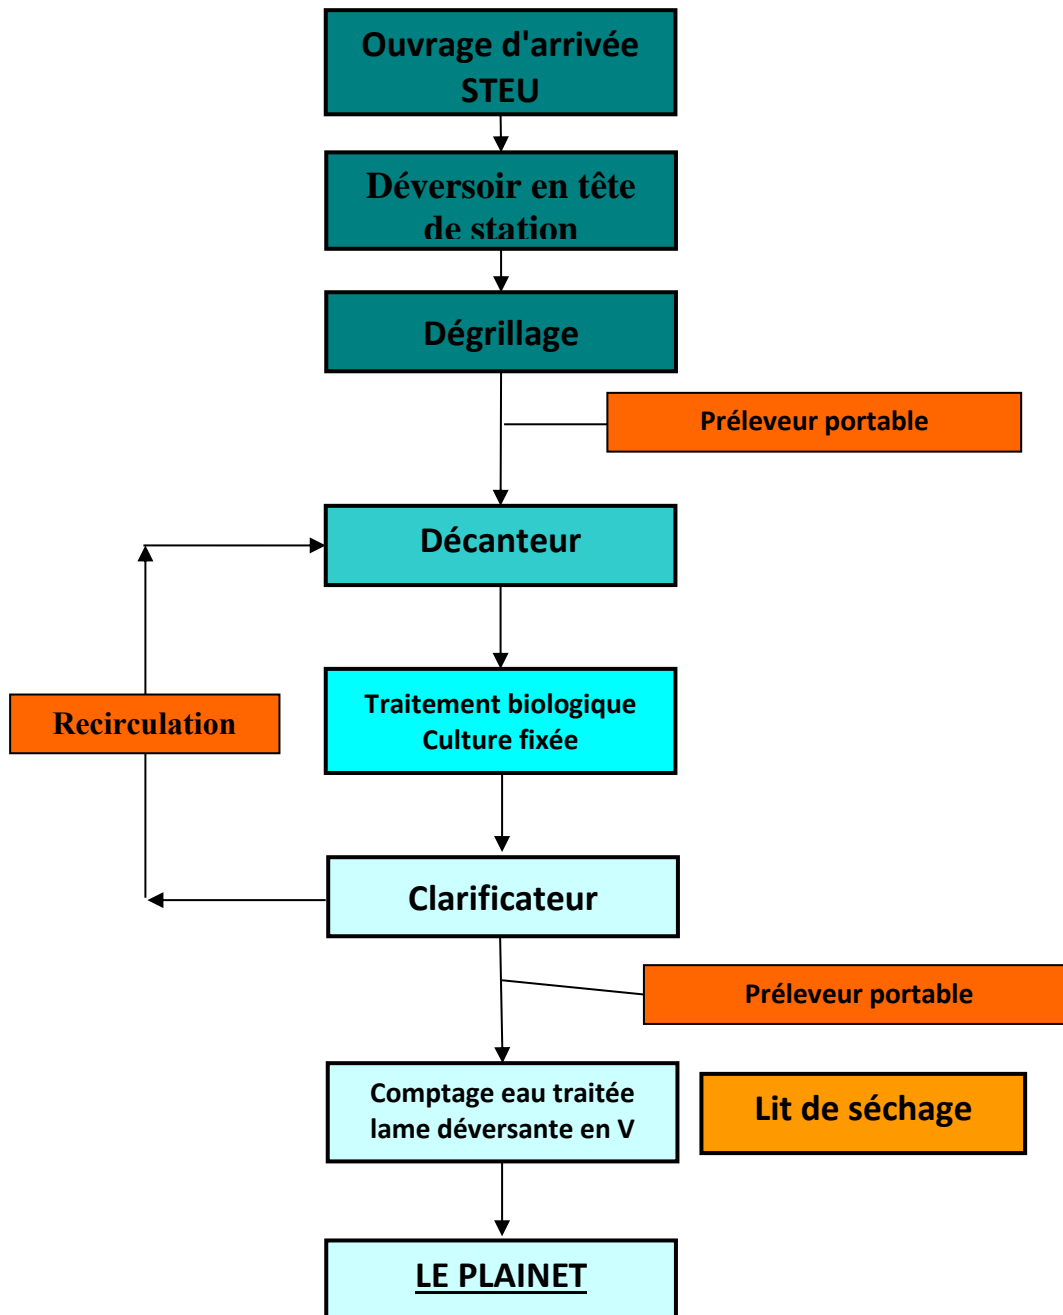 Ouvrage d'arrivée
STEU
Déversoir en tête
de station
Dégrillage
Préleveur portable
Décanteur
Recirculation
Traitement biologique
Culture fixée
Clarificateur
Préleveur portable
Comptage eau traitée
lame déversante en V
Lit de séchage
LE PLAINET